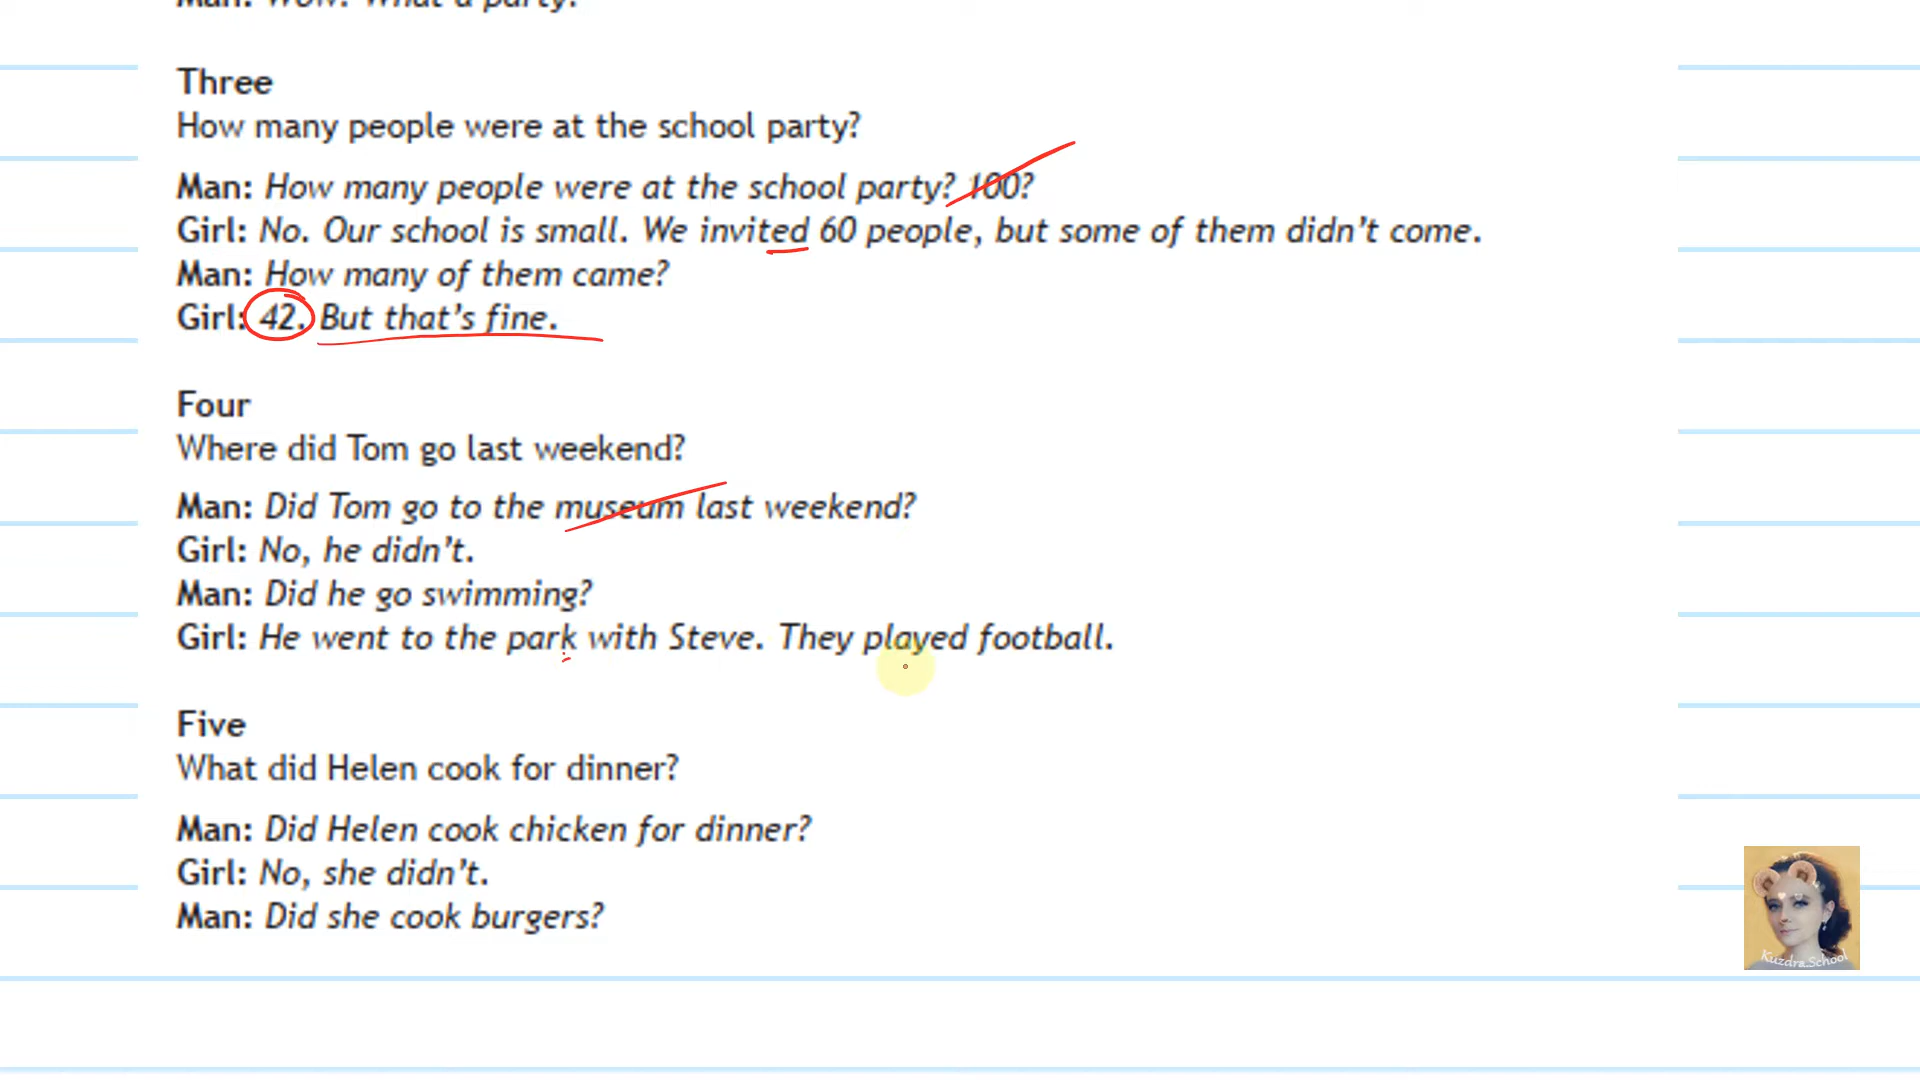 Man: Wow! What a party!
Three
How many people were at the school party?
Man: How many people were at the school party? 100?
Girl: No. Our school is small. We invited 60 people, but some of them didn't come.
Man: How many of them came?
Girl: 42. But that's fine.
Four
Where did Tom go last weekend?
Man: Did Tom go to the museum last weekend?
Girl: No, he didn't.
Man: Did he go swimming?
Girl: He went to the park with Steve. They played football.
Five
What did Helen cook for dinner?
Man: Did Helen cook chicken for dinner?
Girl: No, she didn't.
Man: Did she cook burgers?
Kuzdra.School